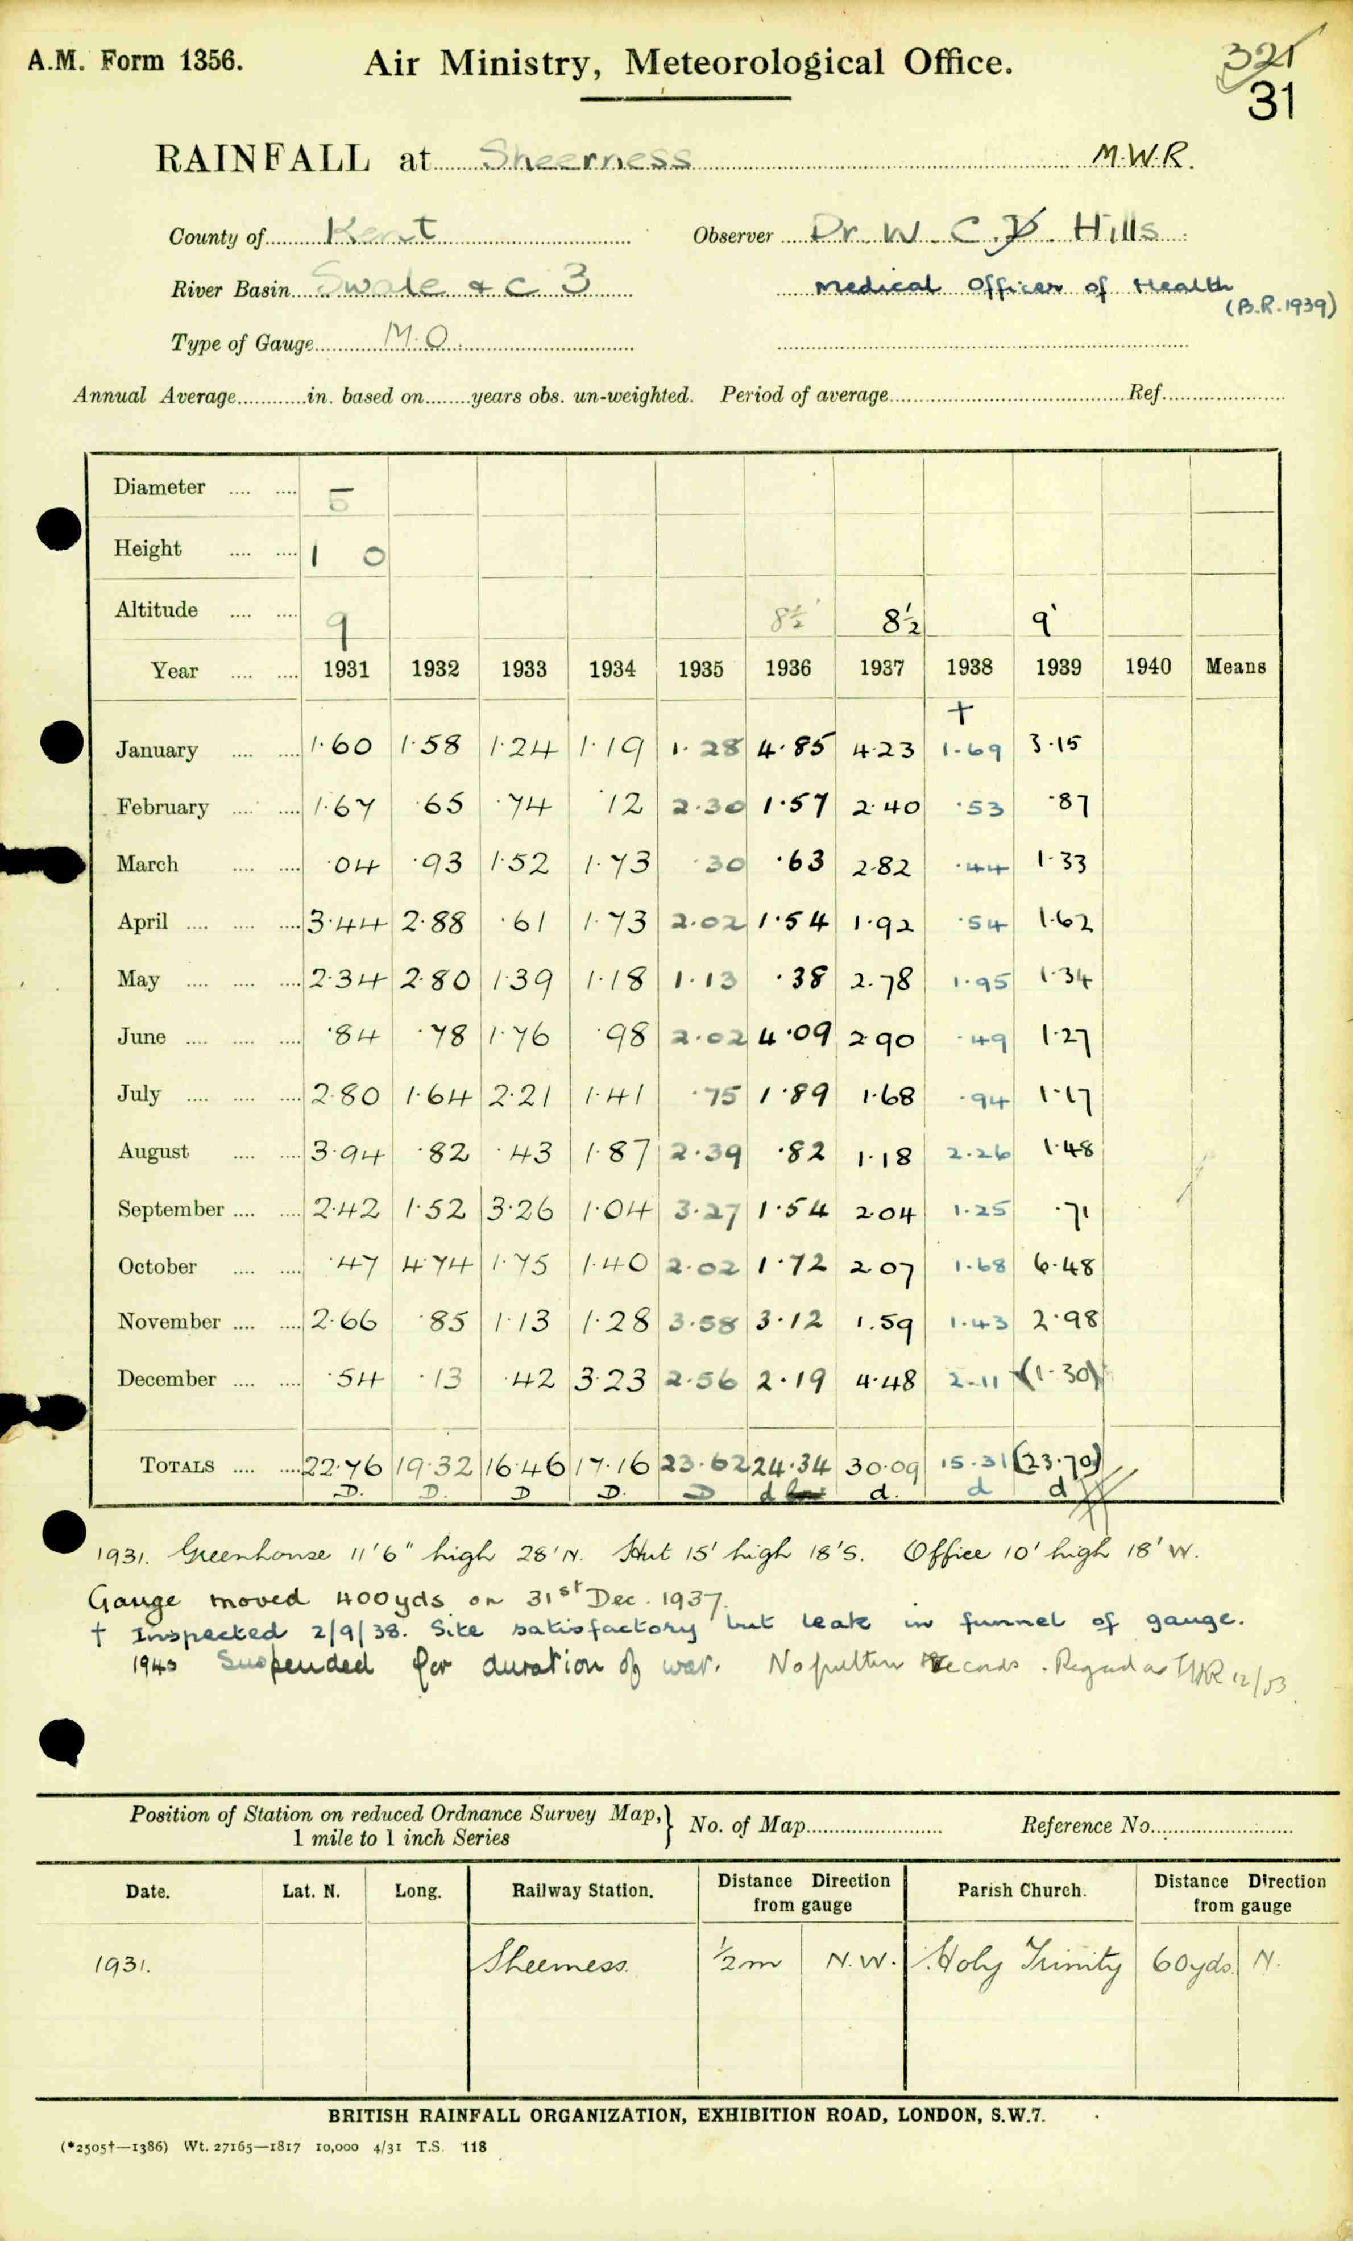 A.M. Form 1356. Air Ministry, Meteorological Office. 321
31
RAINFALL at Sheerness M.W.R.
County of Kent Observer Dr. W. C. D. Hills
River Basin Swale & C 3 Medical Officer of Health
(B.R. 1939)
Type of Gauge M.O.
Annual Average in. based on years obs. un-weighted. Period of average Ref.
Diameter 5
Height 1 0
Altitude 9 8½' 8½' 9'
Year 1931 1932 1933 1934 1935 1936 1937 1938 1939 1940 Means
†
January 1.60 1.58 1.24 1.19 1.28 4.85 4.23 1.69 3.15
February 1.67 .65 .74 .12 2.30 1.57 2.40 .53 .87
March .04 .93 1.52 1.73 .30 .63 2.82 .44 1.33
April 3.44 2.88 .61 1.73 2.02 1.54 1.92 .54 1.62
May 2.34 2.80 1.39 1.18 1.13 .38 2.78 1.95 1.34
June .84 .78 1.76 .98 2.02 4.09 2.90 .49 1.27
July 2.80 1.64 2.21 1.41 .75 1.89 1.68 .94 1.17
August 3.94 .82 .43 1.87 2.39 .82 1.18 2.26 1.48
September 2.42 1.52 3.26 1.04 3.27 1.54 2.04 1.25 .71
October .47 4.74 1.75 1.40 2.02 1.72 2.07 1.68 6.48
November 2.66 .85 1.13 1.28 3.58 3.12 1.59 1.43 2.98
December .54 .13 .42 3.23 2.56 2.19 4.48 2.11 (1.30)
TOTALS 22.76 19.32 16.46 17.16 23.62 24.34 30.09 15.31 (23.70)
D. D. D D. D d d. d d
1931. Greenhouse 11'6" high 28'N. Hut 15' high 18'S. Office 10' high 18'W.
Gauge moved 400yds on 31st Dec. 1937.
† Inspected 2/9/38. Site satisfactory but leak in funnel of gauge.
1940 Suspended for duration of war. No further records. Regard as 12/53
Position of Station on reduced Ordnance Survey Map, } No. of Map Reference No.
1 mile to 1 inch Series
Date. Lat. N. Long. Railway Station. Distance Direction from gauge Parish Church. Distance Direction from gauge
1931. Sheerness. ½m N.W. Holy Trinity 60yds N.
BRITISH RAINFALL ORGANIZATION, EXHIBITION ROAD, LONDON, S.W.7.
(*2505†—1386) Wt. 27165—1817 10,000 4/31 T.S. 118